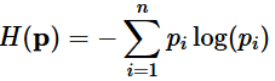 H(𝐩) = − ∑_{i=1}^{n} p_i log(p_i)